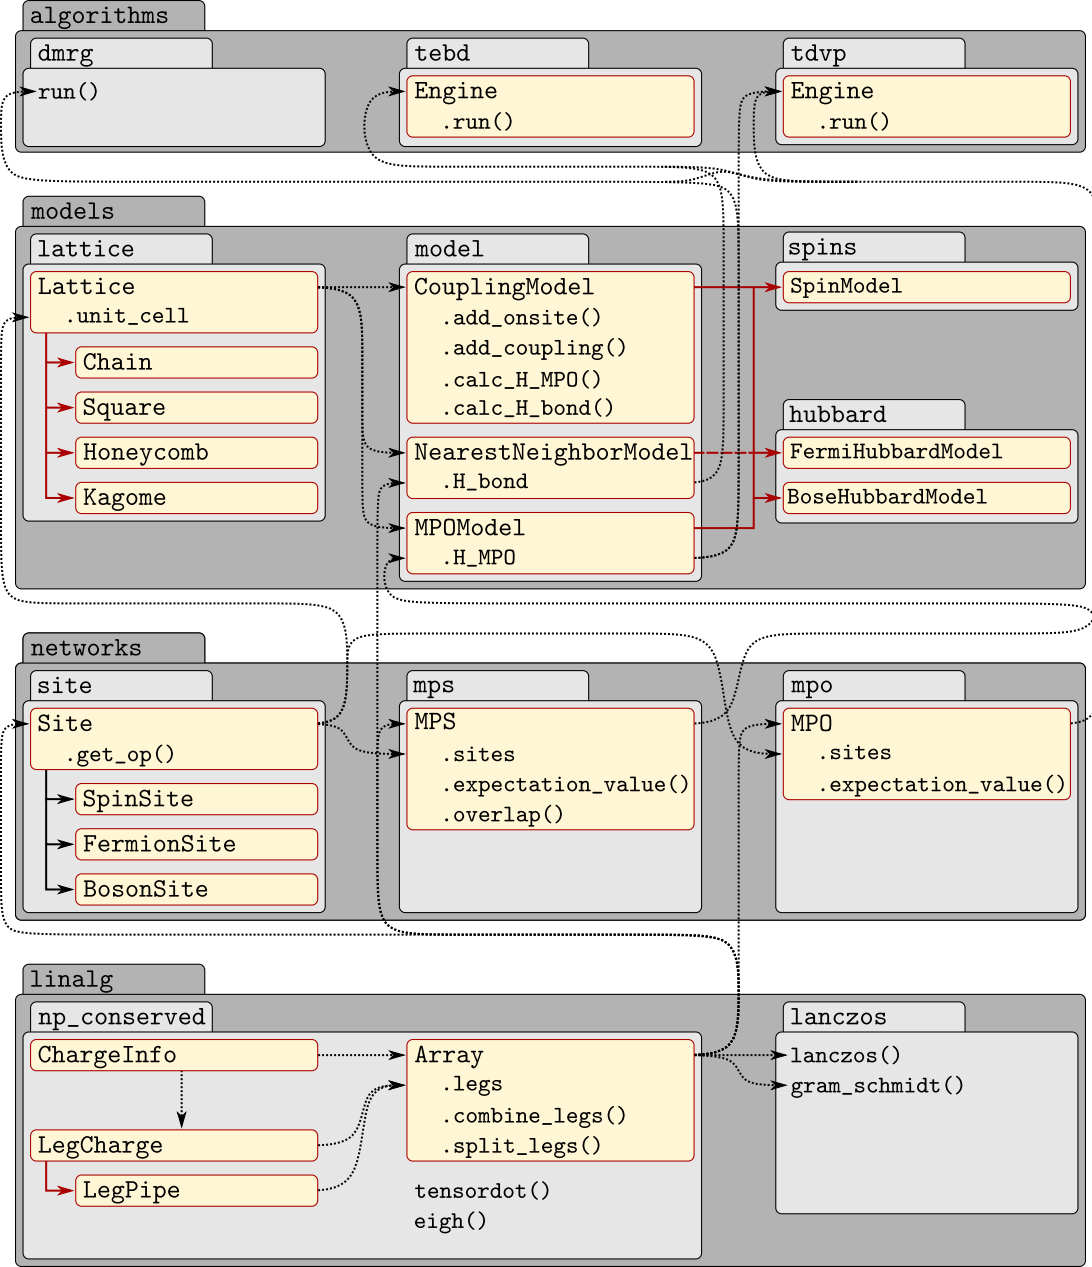 algorithms
dmrg
run()
tebd
Engine
.run()
tdvp
Engine
.run()
models
lattice
Lattice
.unit_cell
Chain
Square
Honeycomb
Kagome
model
CouplingModel
.add_onsite()
.add_coupling()
.calc_H_MPO()
.calc_H_bond()
NearestNeighborModel
.H_bond
MPOModel
.H_MPO
spins
SpinModel
hubbard
FermiHubbardModel
BoseHubbardModel
networks
site
Site
.get_op()
SpinSite
FermionSite
BosonSite
mps
MPS
.sites
.expectation_value()
.overlap()
mpo
MPO
.sites
.expectation_value()
linalg
np_conserved
ChargeInfo
LegCharge
LegPipe
Array
.legs
.combine_legs()
.split_legs()
tensordot()
eigh()
lanczos
lanczos()
gram_schmidt()